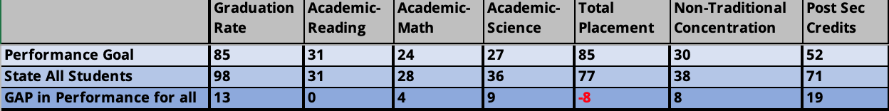 Graduation Rate Academic-Reading Academic-Math Academic-Science Total Placement Non-Traditional Concentration Post Sec Credits
Performance Goal 85 31 24 27 85 30 52
State All Students 98 31 28 36 77 38 71
GAP in Performance for all 13 0 4 9 -8 8 19